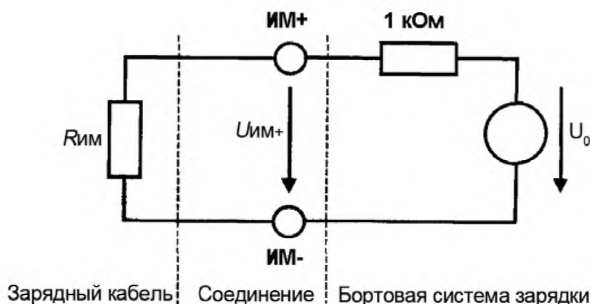 ИМ+
1 кОм
Rим
Uим+
U0
ИМ-
Зарядный кабель
Соединение
Бортовая система зарядки